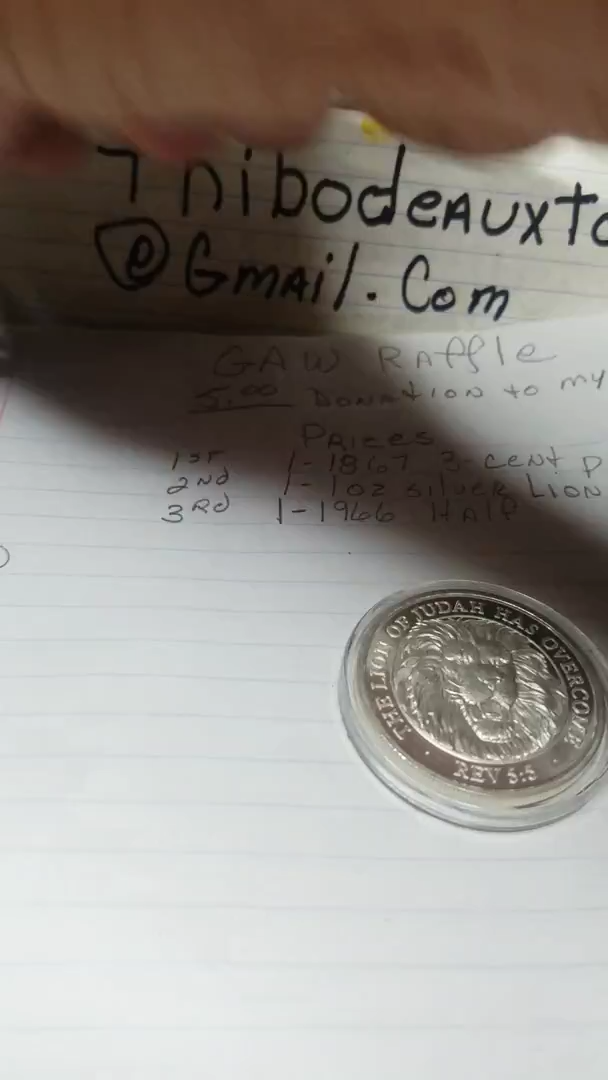 Thibodeauxto
@Gmail.Com
GAW Raffle
5.00 Donation to my
Prizes
1st 1-1867 3-cent P
2nd 1-1oz silver Lion
3rd 1-1966 Half
THE LION OF JUDAH HAS OVERCOME
· REV 5:5 ·